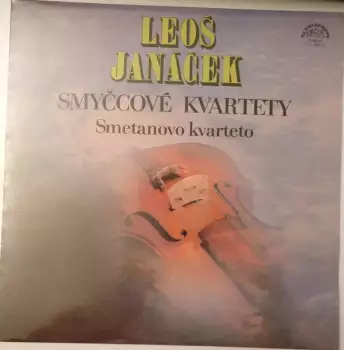 LEOŠ
JANÁČEK
SMYČCOVÉ KVARTETY
Smetanovo kvarteto